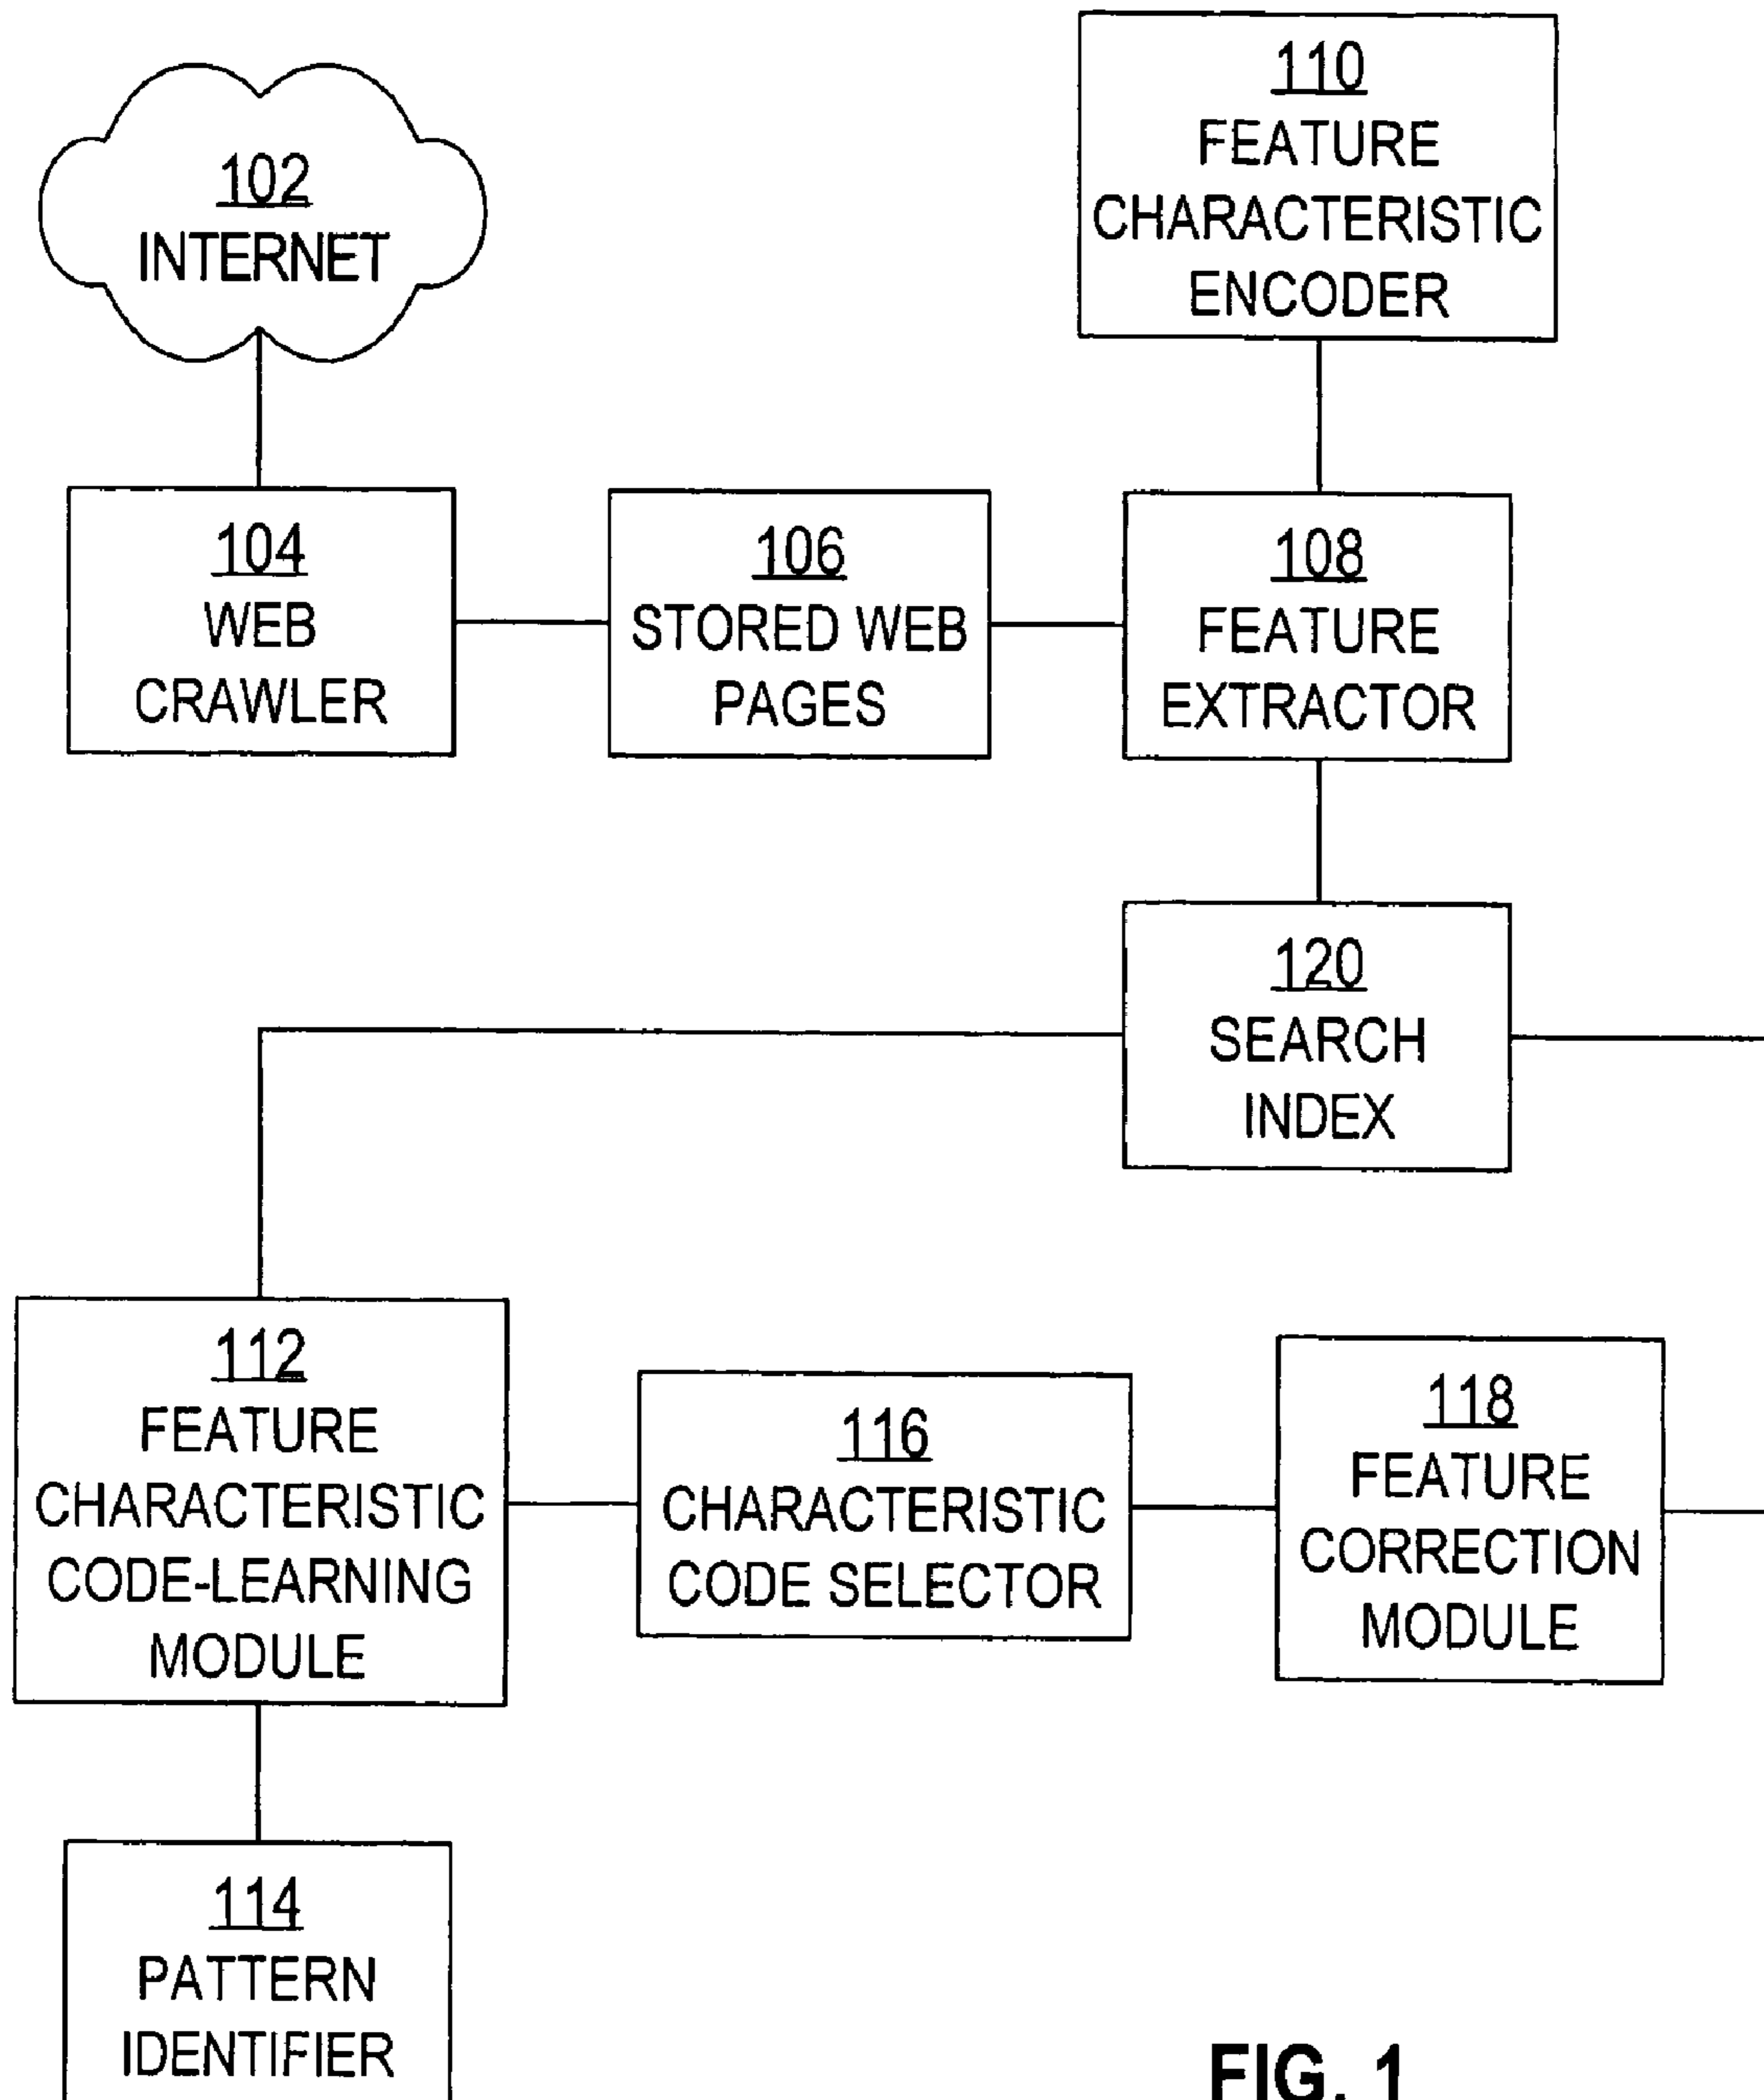 110
FEATURE
CHARACTERISTIC
ENCODER
102
INTERNET
104
WEB
CRAWLER
106
STORED WEB
PAGES
108
FEATURE
EXTRACTOR
120
SEARCH
INDEX
112
FEATURE
CHARACTERISTIC
CODE-LEARNING
MODULE
116
CHARACTERISTIC
CODE SELECTOR
118
FEATURE
CORRECTION
MODULE
114
PATTERN
IDENTIFIER
FIG. 1